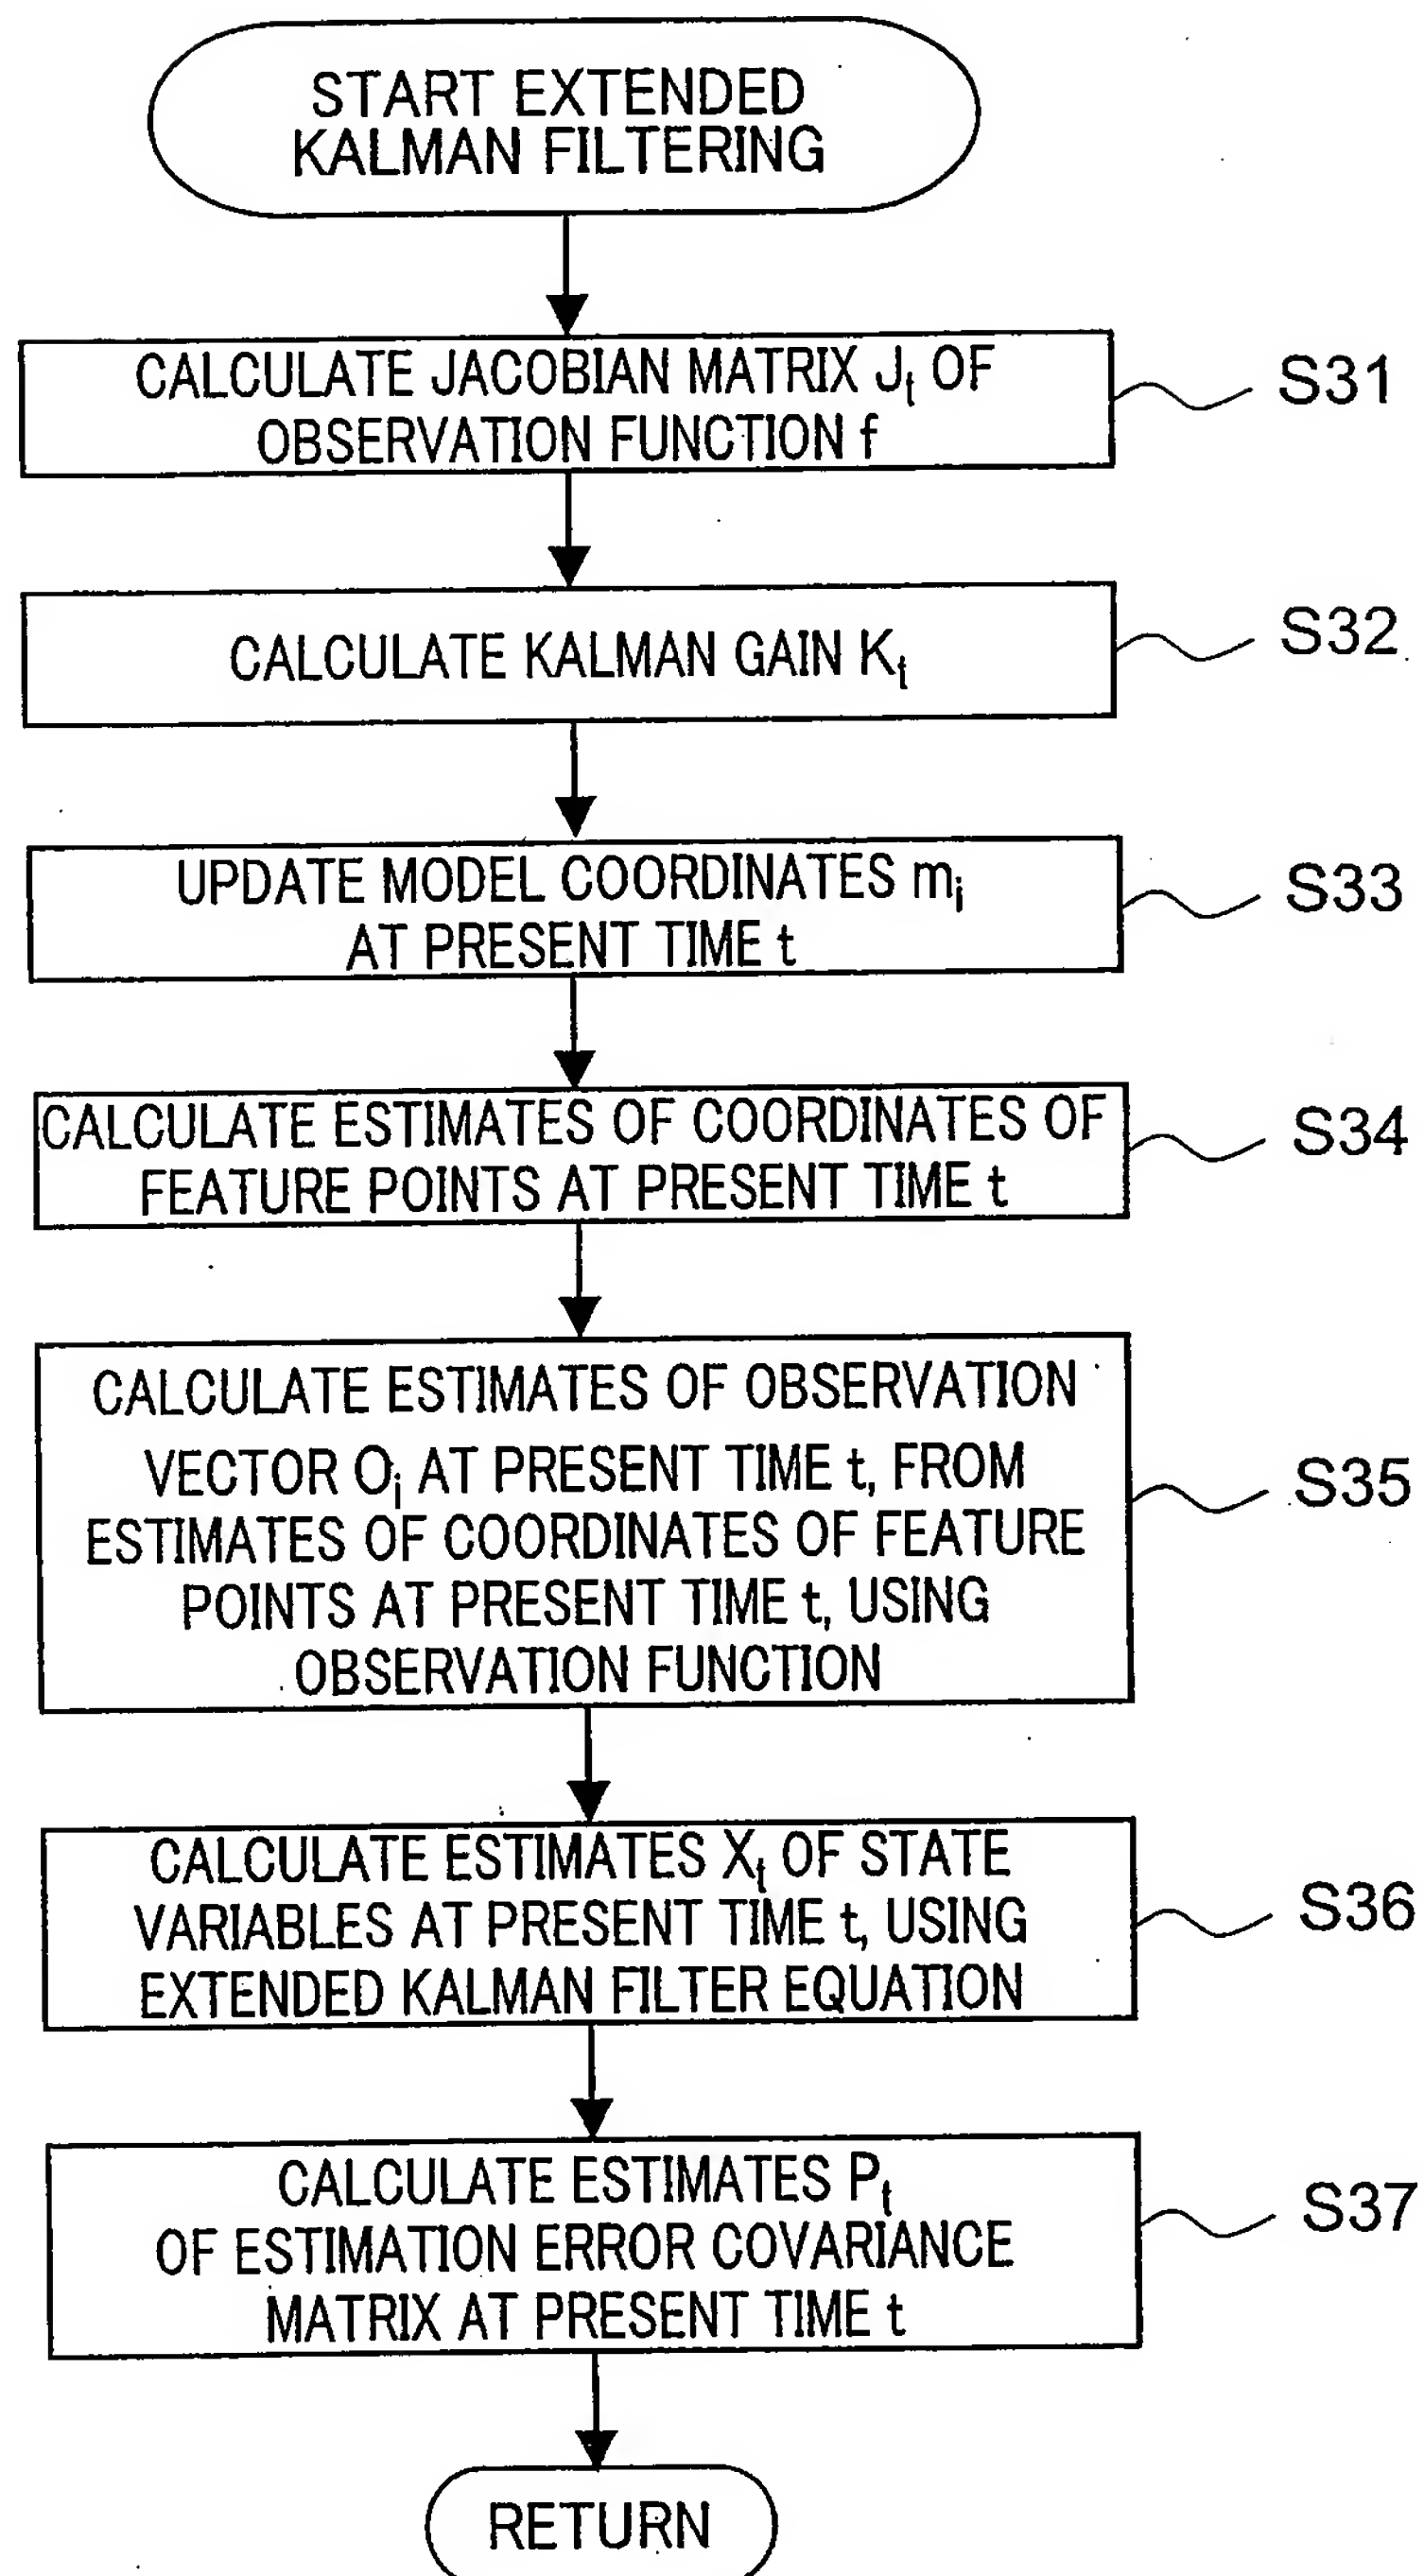 START EXTENDED
KALMAN FILTERING
CALCULATE JACOBIAN MATRIX Jt OF
OBSERVATION FUNCTION f
S31
CALCULATE KALMAN GAIN Kt
S32
UPDATE MODEL COORDINATES mi
AT PRESENT TIME t
S33
CALCULATE ESTIMATES OF COORDINATES OF
FEATURE POINTS AT PRESENT TIME t
S34
CALCULATE ESTIMATES OF OBSERVATION
VECTOR Oi AT PRESENT TIME t, FROM
ESTIMATES OF COORDINATES OF FEATURE
POINTS AT PRESENT TIME t, USING
OBSERVATION FUNCTION
S35
CALCULATE ESTIMATES Xt OF STATE
VARIABLES AT PRESENT TIME t, USING
EXTENDED KALMAN FILTER EQUATION
S36
CALCULATE ESTIMATES Pt
OF ESTIMATION ERROR COVARIANCE
MATRIX AT PRESENT TIME t
S37
RETURN